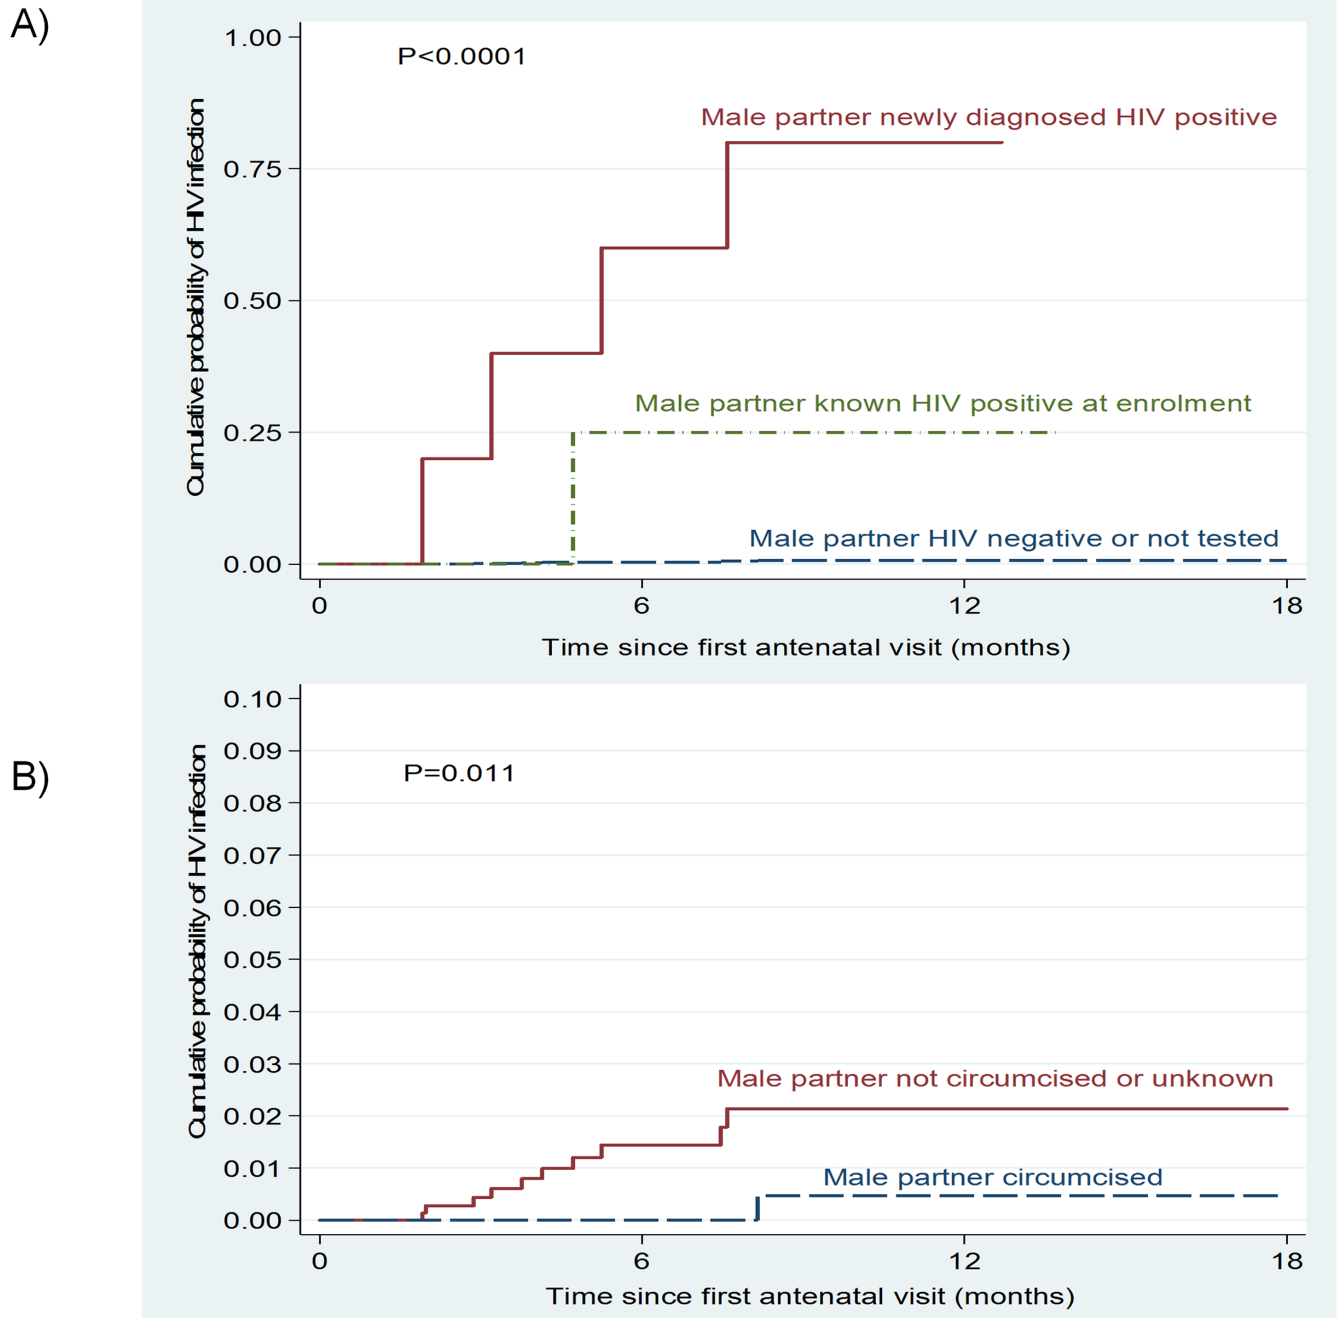 A)
1.00
P<0.0001
Male partner newly diagnosed HIV positive
0.75
0.50
Male partner known HIV positive at enrolment
0.25
Male partner HIV negative or not tested
0.00
Cumulative probability of HIV infection
0 6 12 18
Time since first antenatal visit (months)
B)
0.10
0.09
P=0.011
0.08
0.07
0.06
0.05
0.04
0.03
Male partner not circumcised or unknown
0.02
0.01
Male partner circumcised
0.00
Cumulative probability of HIV infection
0 6 12 18
Time since first antenatal visit (months)